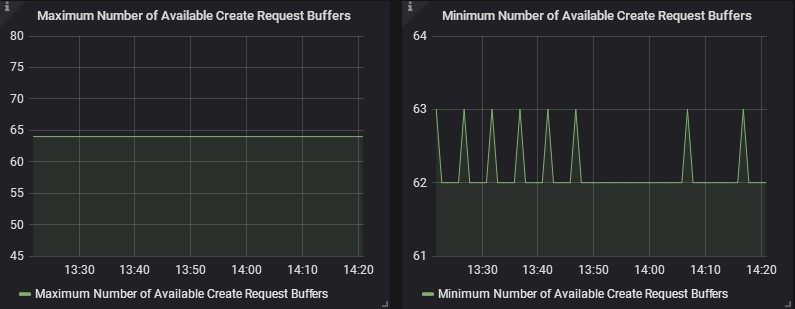 i
Maximum Number of Available Create Request Buffers
80
75
70
65
60
55
50
45
13:30 13:40 13:50 14:00 14:10 14:20
Maximum Number of Available Create Request Buffers
i
Minimum Number of Available Create Request Buffers
64
63
62
61
13:30 13:40 13:50 14:00 14:10 14:20
Minimum Number of Available Create Request Buffers